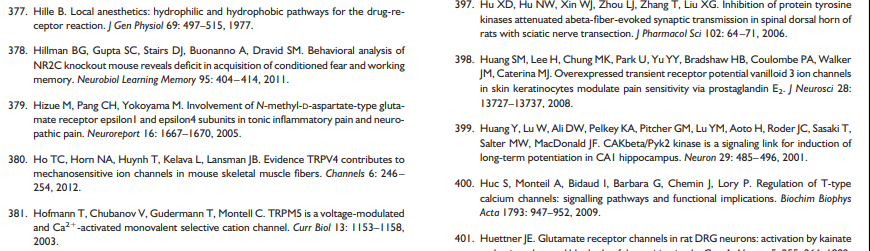 377. Hille B. Local anesthetics: hydrophilic and hydrophobic pathways for the drug-re-
ceptor reaction. J Gen Physiol 69: 497–515, 1977.
378. Hillman BG, Gupta SC, Stairs DJ, Buonanno A, Dravid SM. Behavioral analysis of
NR2C knockout mouse reveals deficit in acquisition of conditioned fear and working
memory. Neurobiol Learning Memory 95: 404–414, 2011.
379. Hizue M, Pang CH, Yokoyama M. Involvement of N-methyl-D-aspartate-type gluta-
mate receptor epsilon1 and epsilon4 subunits in tonic inflammatory pain and neuro-
pathic pain. Neuroreport 16: 1667–1670, 2005.
380. Ho TC, Horn NA, Huynh T, Kelava L, Lansman JB. Evidence TRPV4 contributes to
mechanosensitive ion channels in mouse skeletal muscle fibers. Channels 6: 246–
254, 2012.
381. Hofmann T, Chubanov V, Gudermann T, Montell C. TRPM5 is a voltage-modulated
and Ca²⁺-activated monovalent selective cation channel. Curr Biol 13: 1153–1158,
2003.
397. Hu XD, Hu NW, Xin WJ, Zhou LJ, Zhang T, Liu XG. Inhibition of protein tyrosine
kinases attenuated abeta-fiber-evoked synaptic transmission in spinal dorsal horn of
rats with sciatic nerve transection. J Pharmacol Sci 102: 64–71, 2006.
398. Huang SM, Lee H, Chung MK, Park U, Yu YY, Bradshaw HB, Coulombe PA, Walker
JM, Caterina MJ. Overexpressed transient receptor potential vanilloid 3 ion channels
in skin keratinocytes modulate pain sensitivity via prostaglandin E₂. J Neurosci 28:
13727–13737, 2008.
399. Huang Y, Lu W, Ali DW, Pelkey KA, Pitcher GM, Lu YM, Aoto H, Roder JC, Sasaki T,
Salter MW, MacDonald JF. CAKbeta/Pyk2 kinase is a signaling link for induction of
long-term potentiation in CA1 hippocampus. Neuron 29: 485–496, 2001.
400. Huc S, Monteil A, Bidaud I, Barbara G, Chemin J, Lory P. Regulation of T-type
calcium channels: signalling pathways and functional implications. Biochim Biophys
Acta 1793: 947–952, 2009.
401. Huettner JE. Glutamate receptor channels in rat DRG neurons: activation by kainate